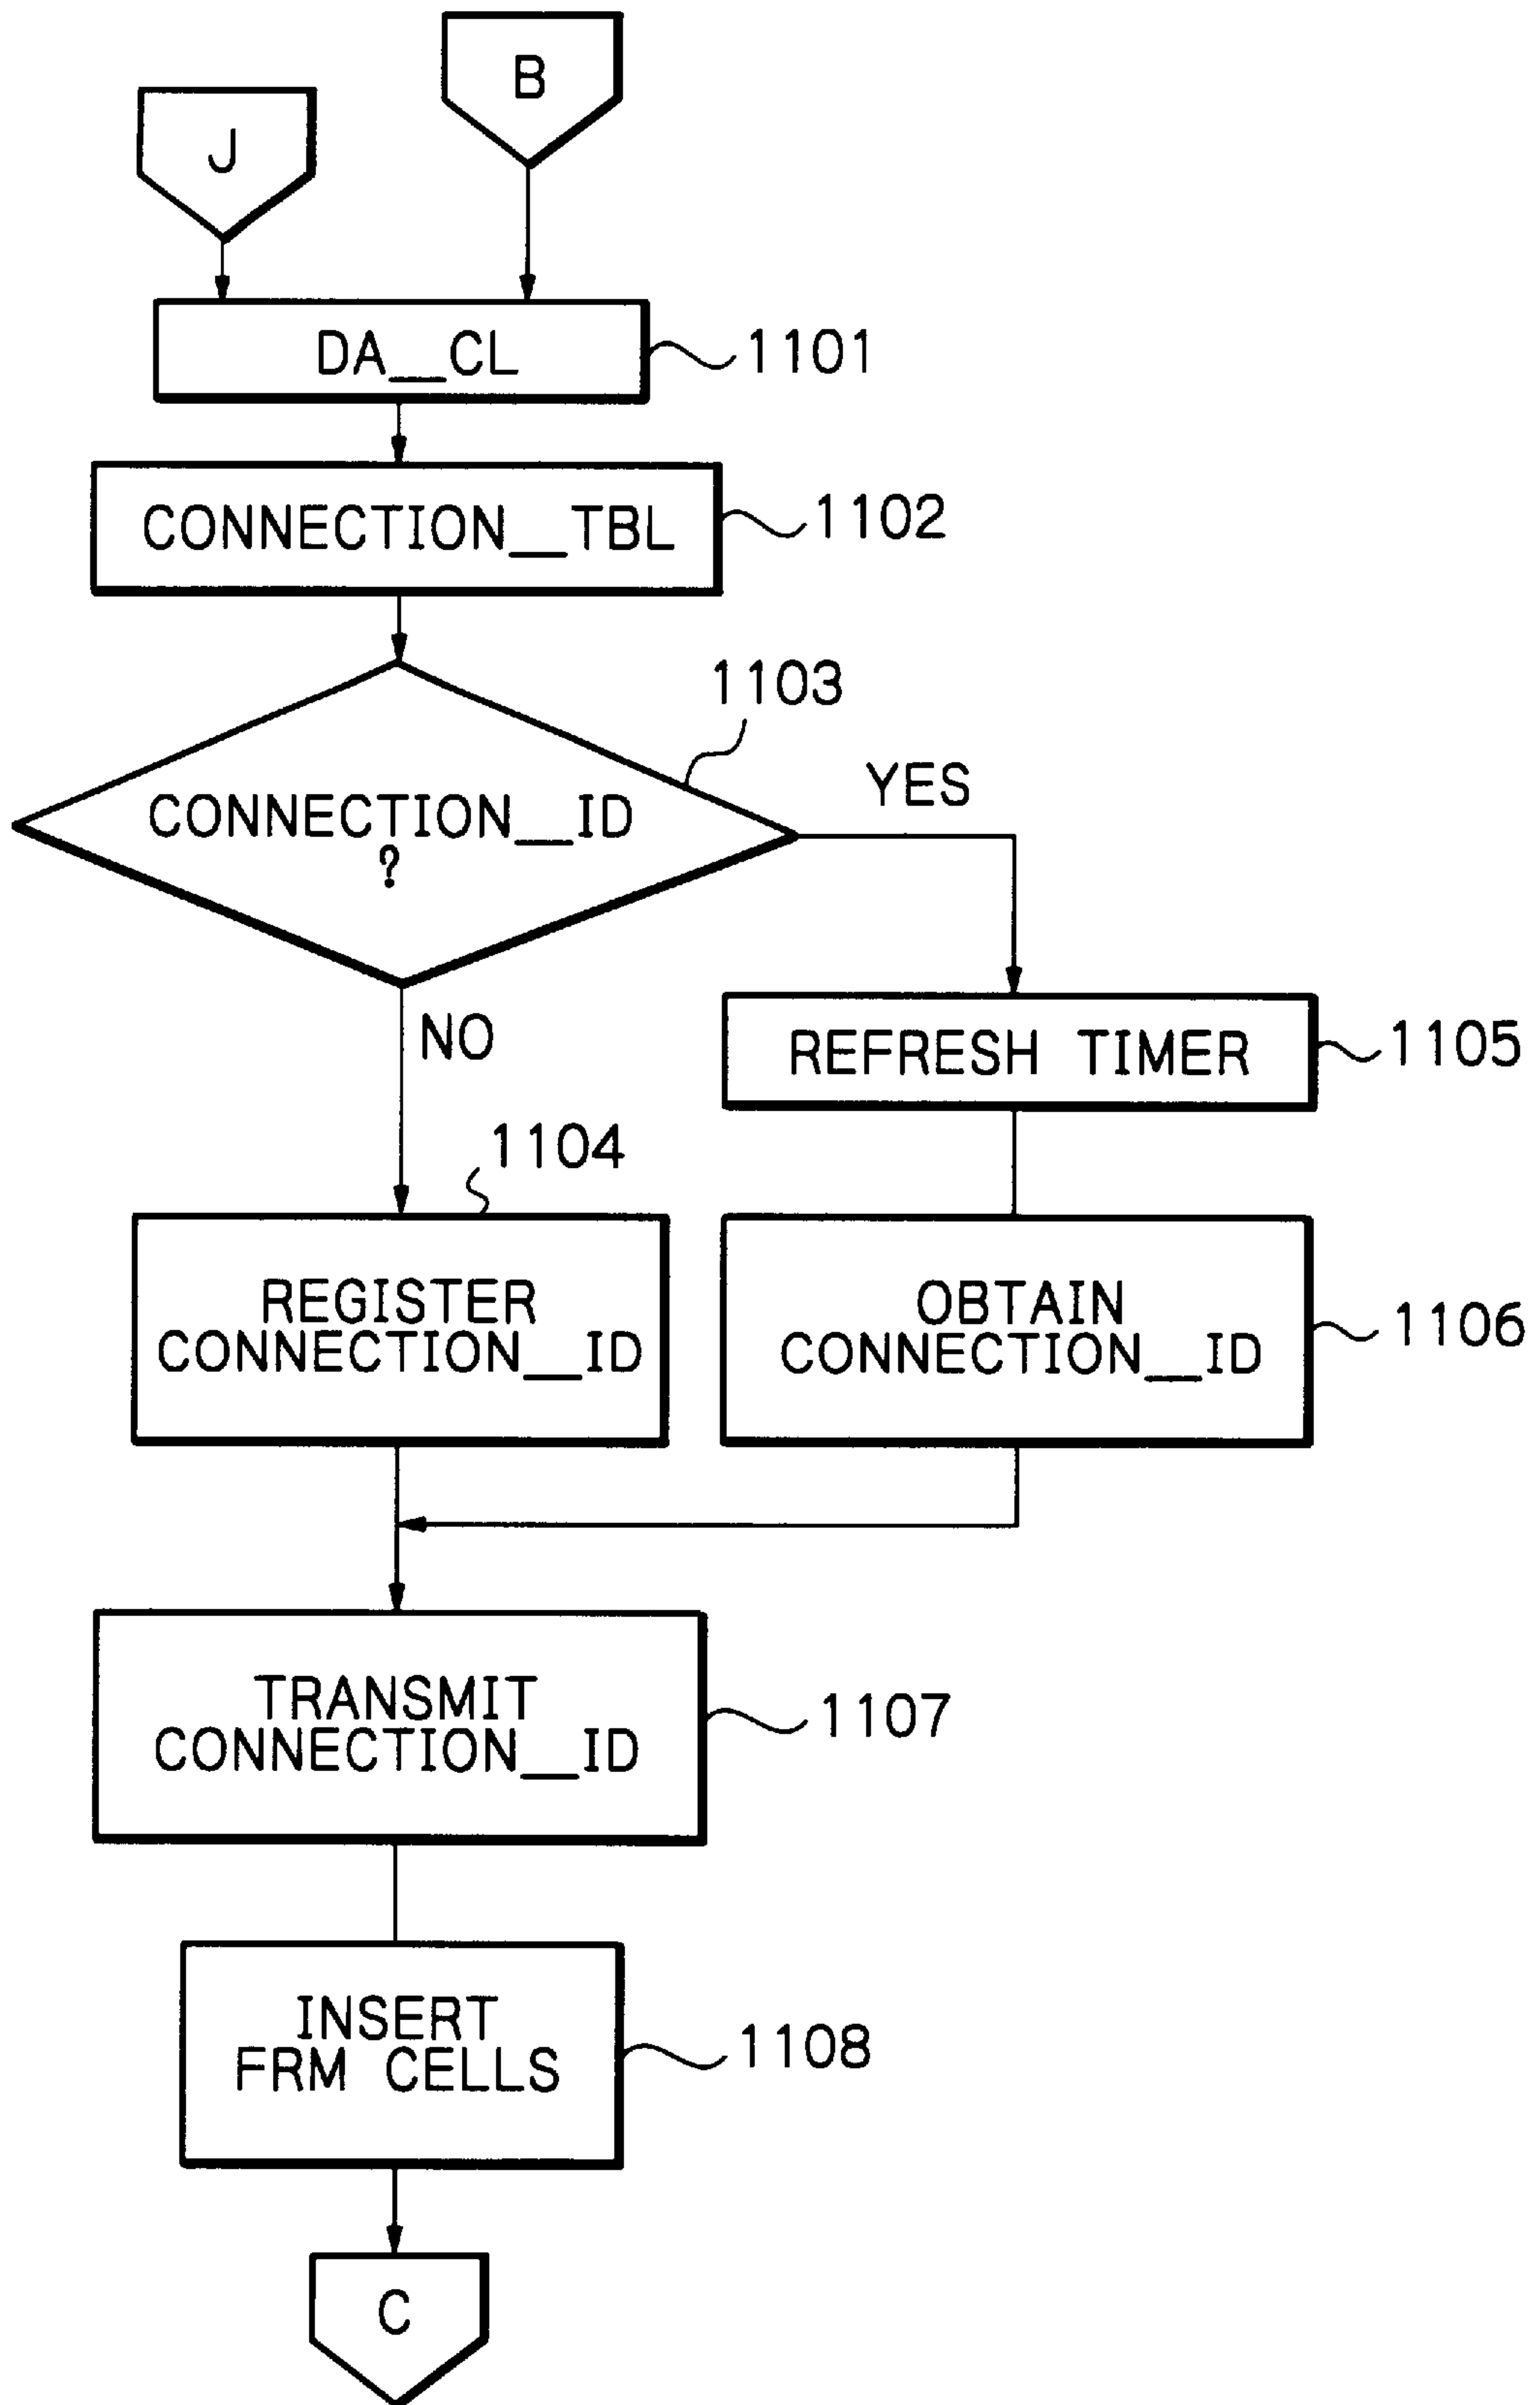 B
J
DA__CL
1101
CONNECTION__TBL
1102
1103
CONNECTION__ID
?
YES
NO
REFRESH TIMER
1105
1104
REGISTER
CONNECTION__ID
OBTAIN
CONNECTION__ID
1106
TRANSMIT
CONNECTION__ID
1107
INSERT
FRM CELLS
1108
C